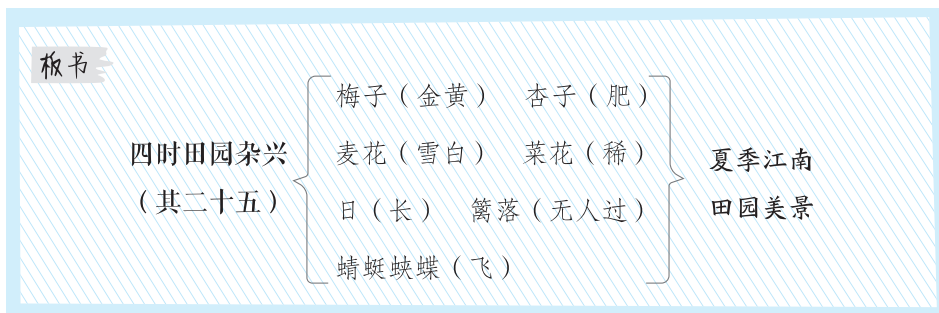 板书
四时田园杂兴
（共二十五）
梅子（金黄） 杏子（肥）
麦花（雪白） 菜花（稀）
日（长） 篱落（无人过）
蜻蜓蛱蝶（飞）
夏季江南
田园美景